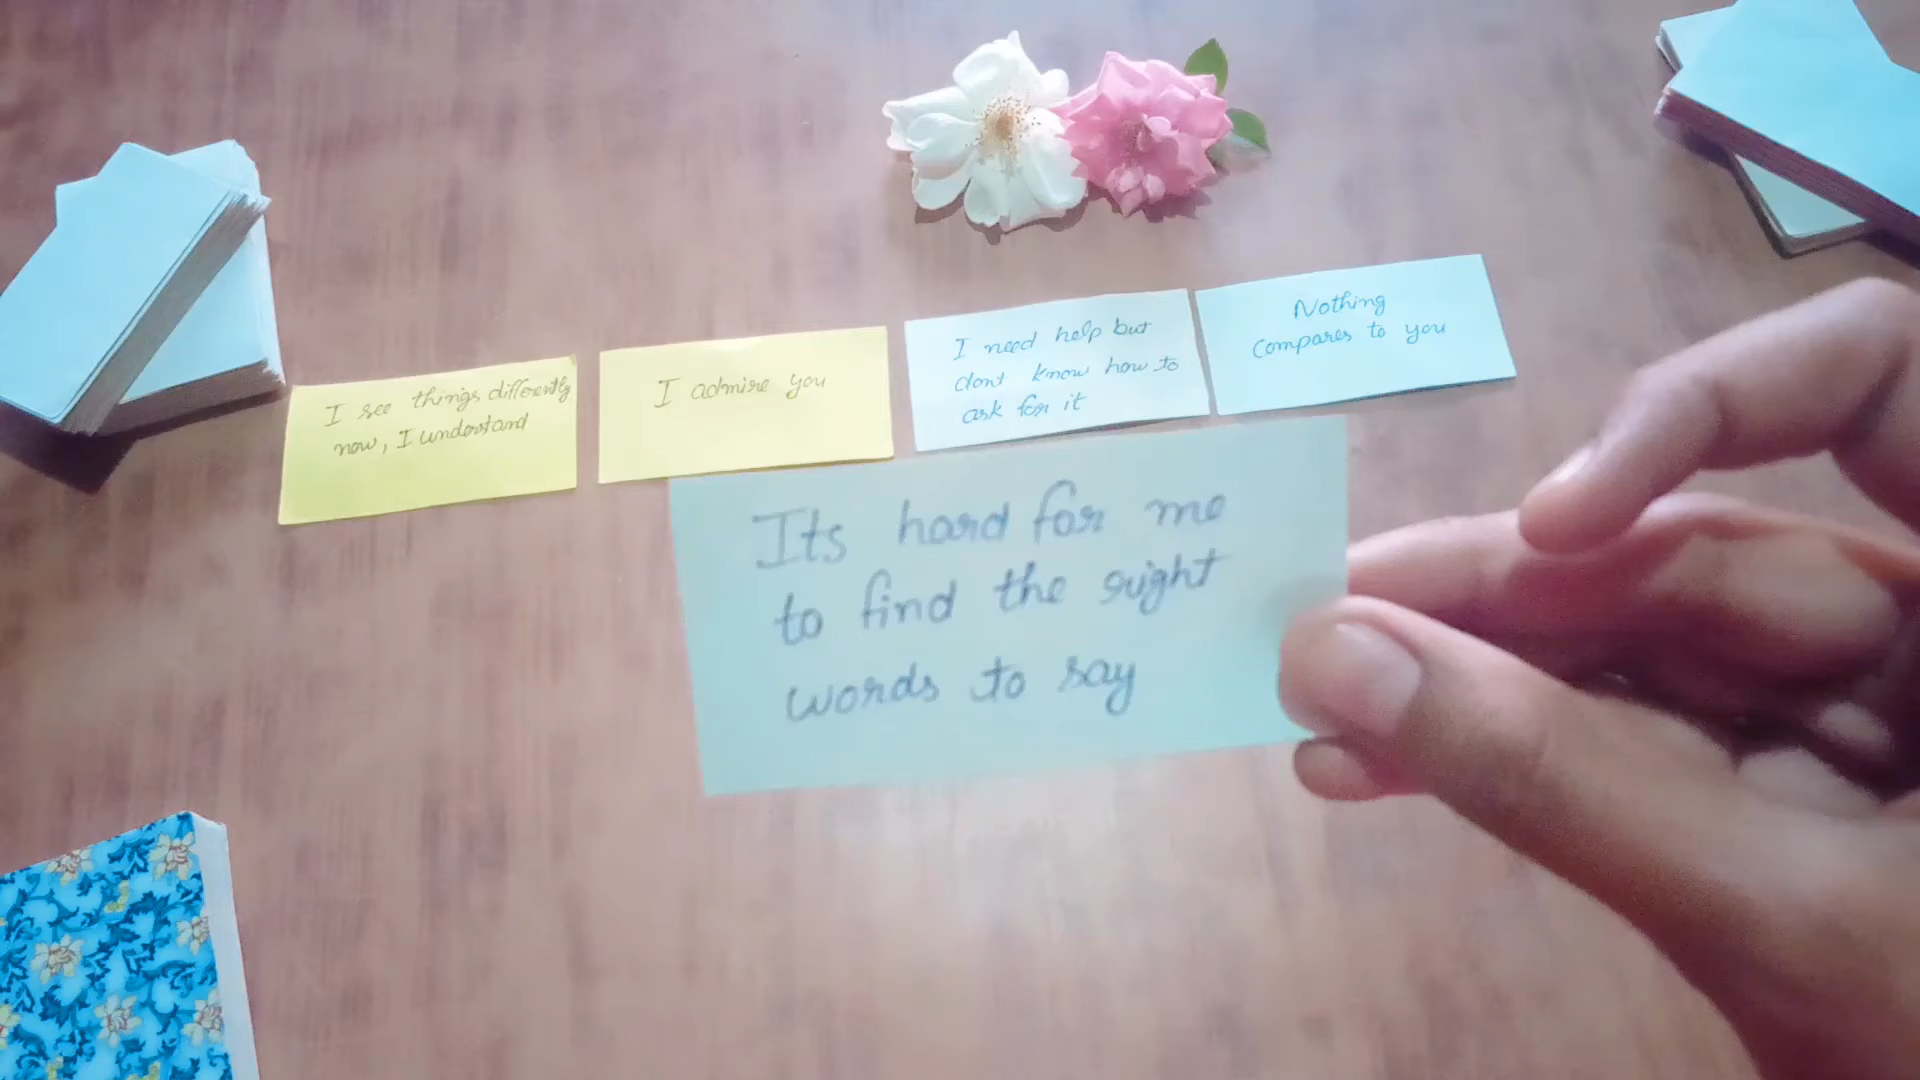 I see things differently
now, I understand
I admire you
I need help but
dont know how to
ask for it
Nothing
compares to you
Its hard for me
to find the right
words to say